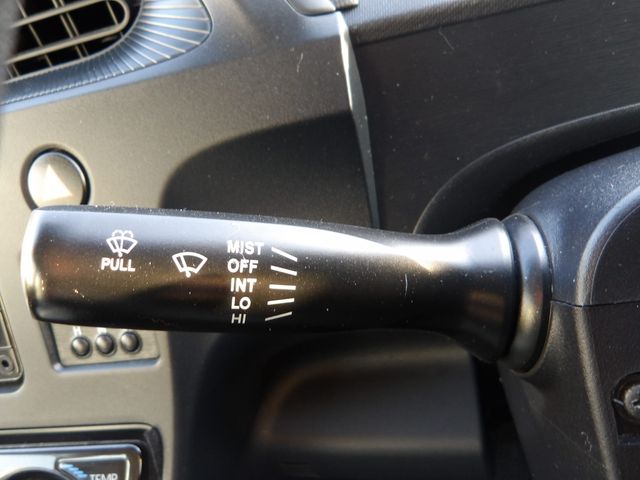 PULL
MIST
OFF
INT
LO
HI
TEMP